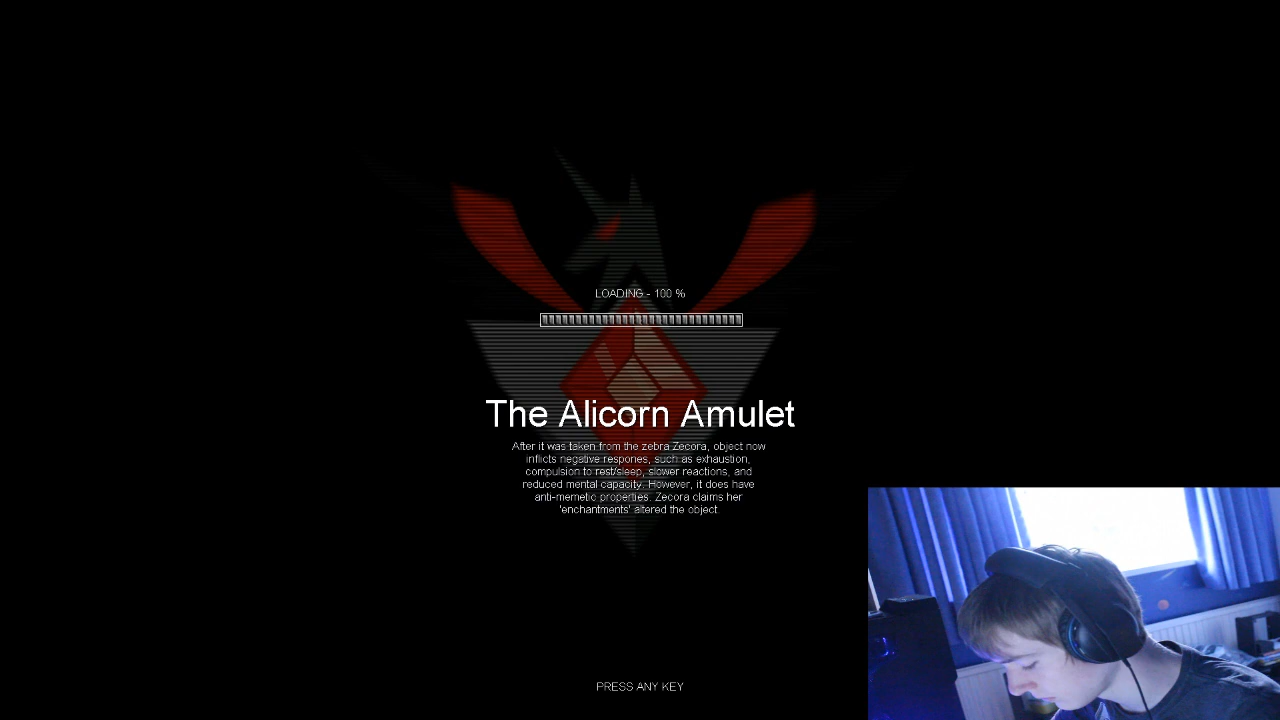 LOADING - 100 %
The Alicorn Amulet
After it was taken from the zebra Zecora, object now
inflicts negative respones, such as exhaustion,
compulsion to rest/sleep, slower reactions, and
reduced mental capacity. However, it does have
anti-memetic properties. Zecora claims her
'enchantments' altered the object.
PRESS ANY KEY